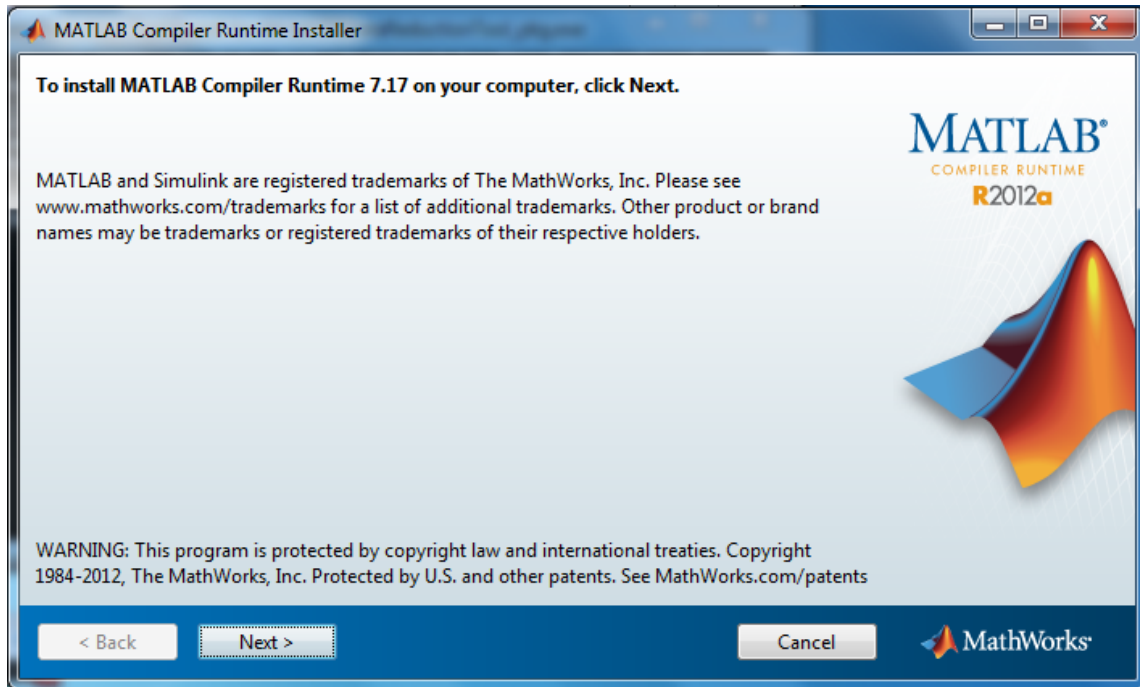 MATLAB Compiler Runtime Installer
To install MATLAB Compiler Runtime 7.17 on your computer, click Next.
MATLAB®
COMPILER RUNTIME
R2012a
MATLAB and Simulink are registered trademarks of The MathWorks, Inc. Please see
www.mathworks.com/trademarks for a list of additional trademarks. Other product or brand
names may be trademarks or registered trademarks of their respective holders.
WARNING: This program is protected by copyright law and international treaties. Copyright
1984-2012, The MathWorks, Inc. Protected by U.S. and other patents. See MathWorks.com/patents
< Back
Next >
Cancel
MathWorks®